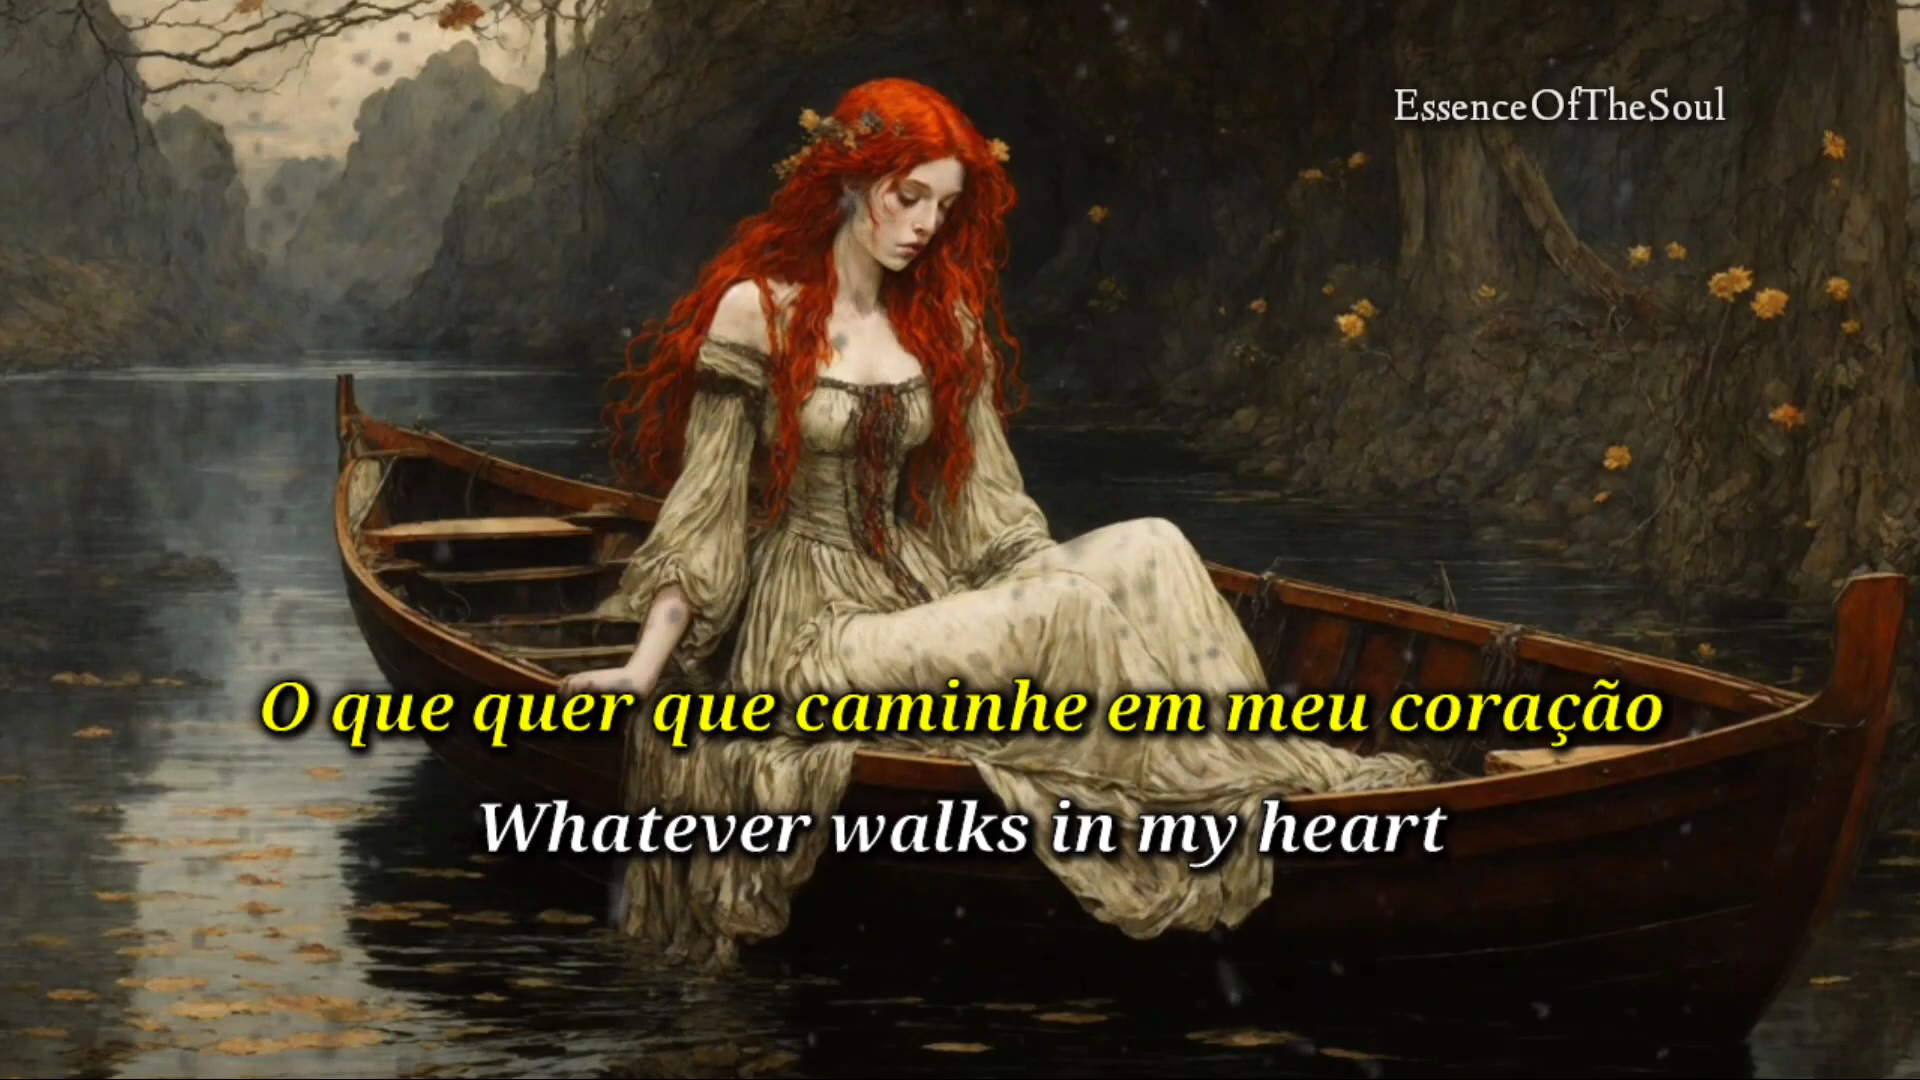 EssenceOfTheSoul
O que quer que caminhe em meu coração
Whatever walks in my heart